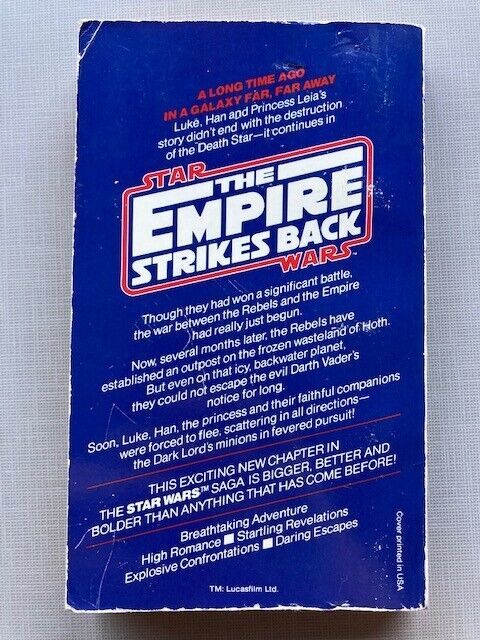 A LONG TIME AGO
IN A GALAXY FAR, FAR AWAY
Luke, Han and Princess Leia's
story didn't end with the destruction
of the Death Star—it continues in
STAR
THE
EMPIRE
STRIKES BACK
WARS™
Though they had won a significant battle,
the war between the Rebels and the Empire
had really just begun.
Now, several months later, the Rebels have
established an outpost on the frozen wasteland of Hoth.
But even on that icy, backwater planet,
they could not escape the evil Darth Vader's
notice for long.
Soon, Luke, Han, the princess and their faithful companions
were forced to flee, scattering in all directions—
the Dark Lord's minions in fevered pursuit!
THIS EXCITING NEW CHAPTER IN
THE STAR WARS™ SAGA IS BIGGER, BETTER AND
BOLDER THAN ANYTHING THAT HAS COME BEFORE!
Breathtaking Adventure
High Romance ■ Startling Revelations
Explosive Confrontations ■ Daring Escapes
TM: Lucasfilm Ltd.
Cover printed in USA